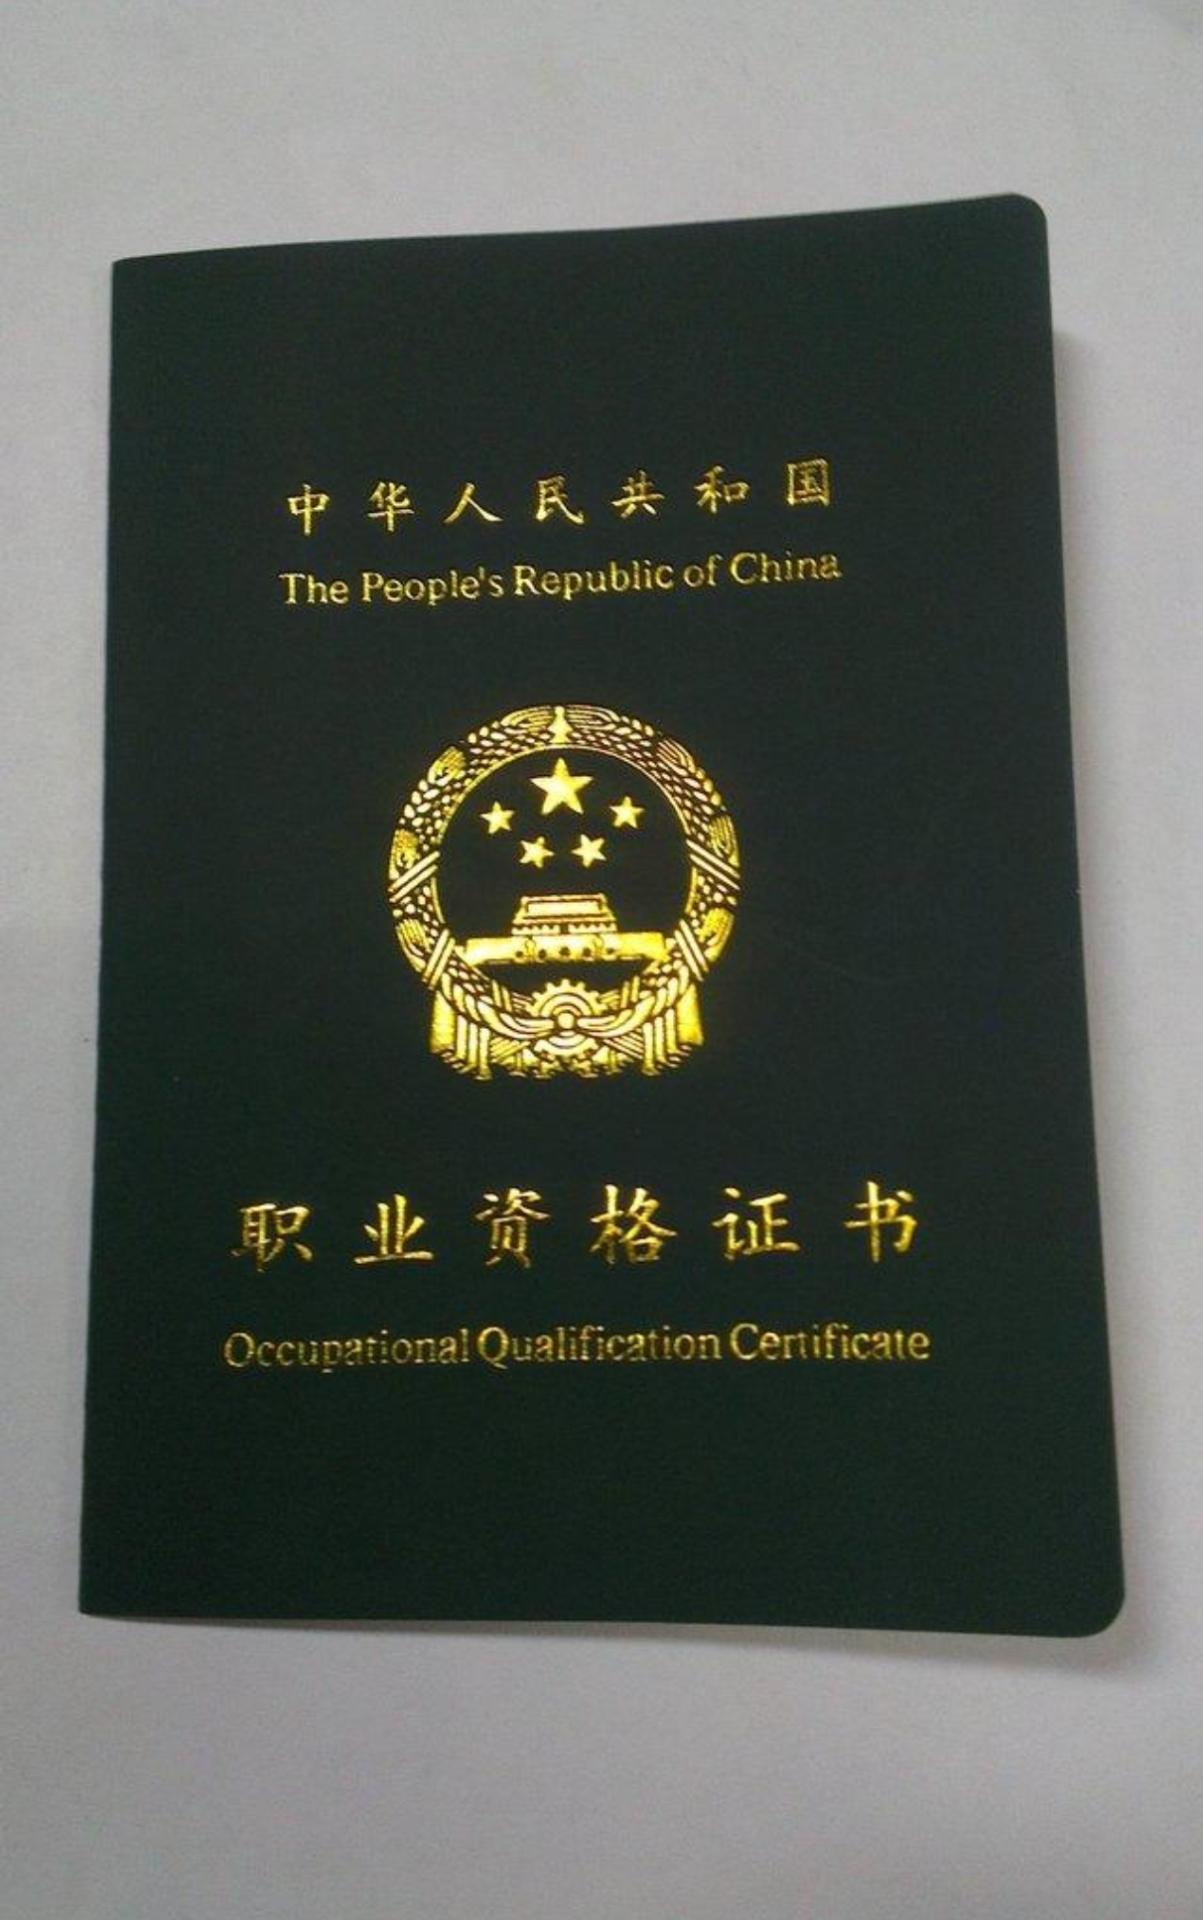 中华人民共和国
The People's Republic of China
职业资格证书
Occupational Qualification Certificate